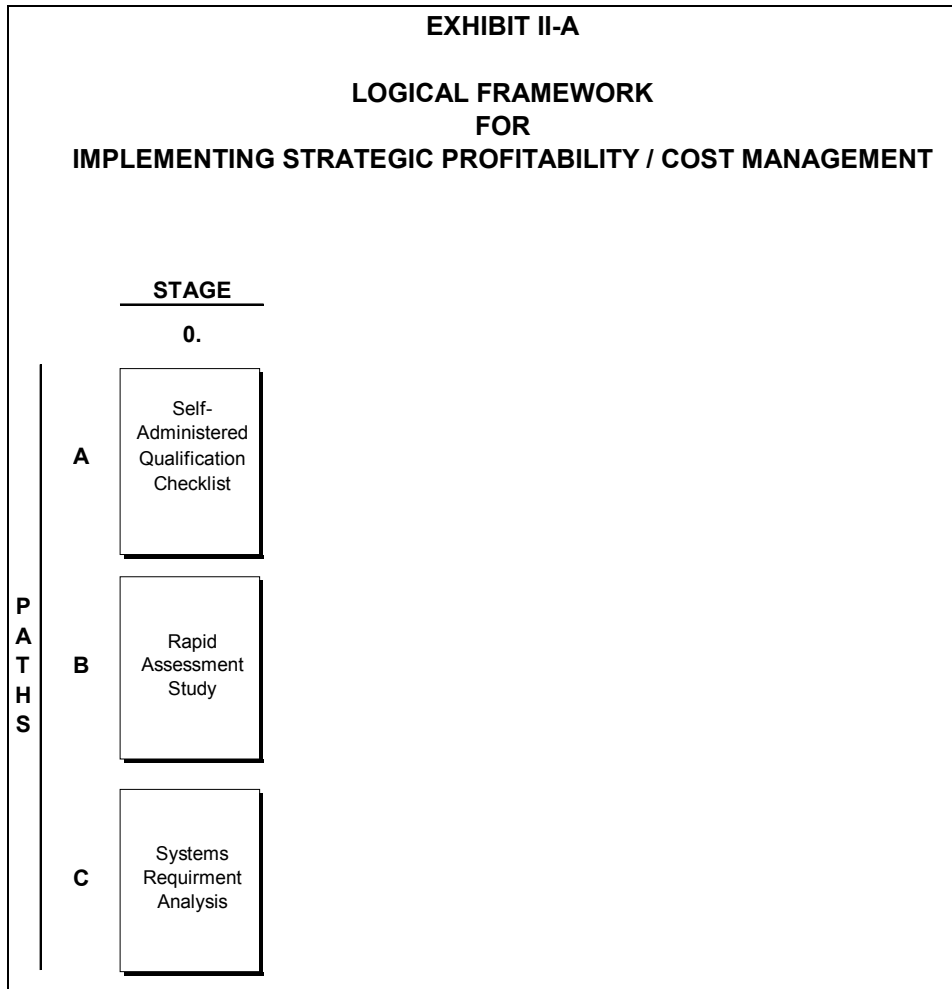 EXHIBIT II-A
LOGICAL FRAMEWORK
FOR
IMPLEMENTING STRATEGIC PROFITABILITY / COST MANAGEMENT
STAGE
0.
PATHS
A
Self-
Administered
Qualification
Checklist
B
Rapid
Assessment
Study
C
Systems
Requirment
Analysis